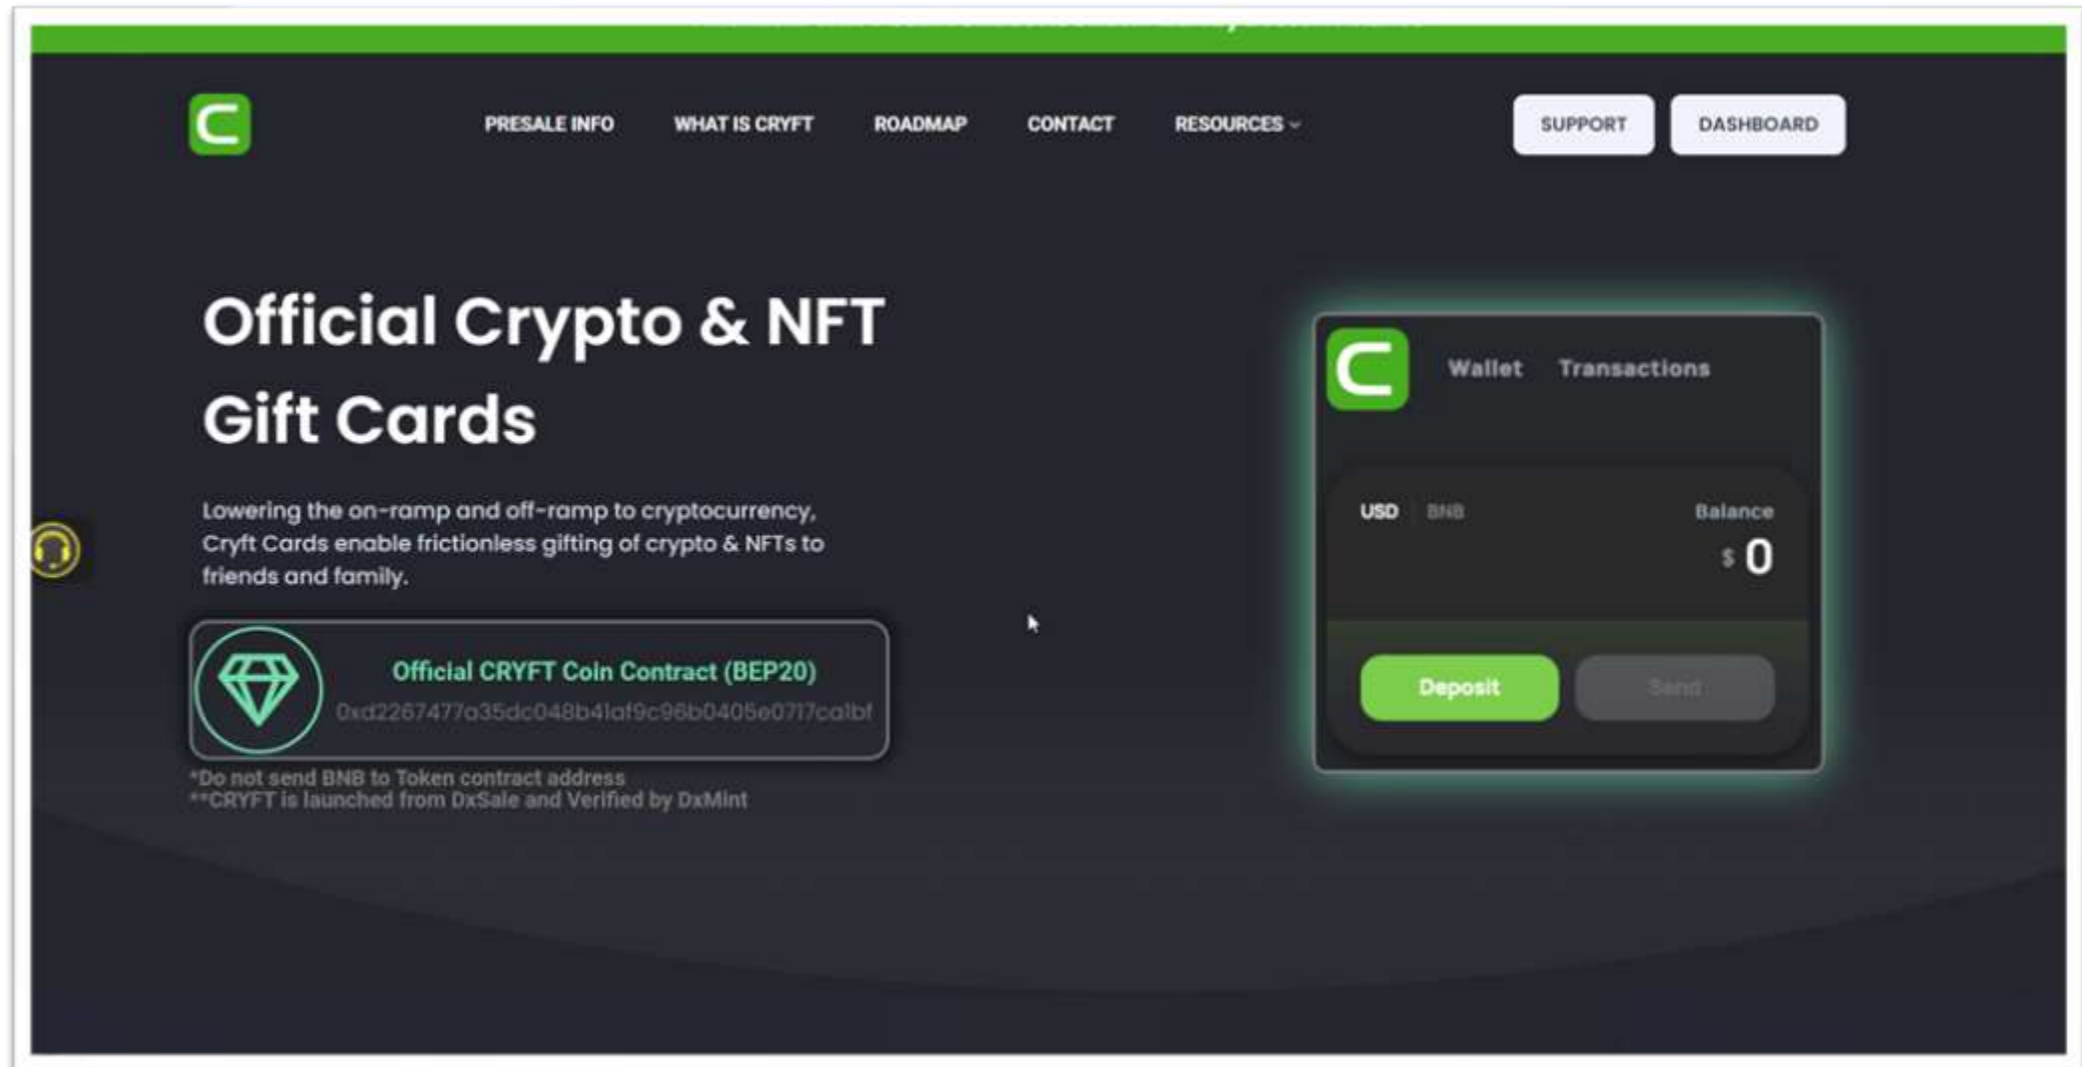 PRESALE INFO WHAT IS CRYFT ROADMAP CONTACT RESOURCES SUPPORT DASHBOARD
Official Crypto & NFT
Gift Cards
Lowering the on-ramp and off-ramp to cryptocurrency,
Cryft Cards enable frictionless gifting of crypto & NFTs to
friends and family.
Official CRYFT Coin Contract (BEP20)
0xd2267477a35dc048b41af9c96b0405e0717ca1bf
*Do not send BNB to Token contract address
**CRYFT is launched from DxSale and Verified by DxMint
Wallet Transactions
USD BNB Balance
$ 0
Deposit Send